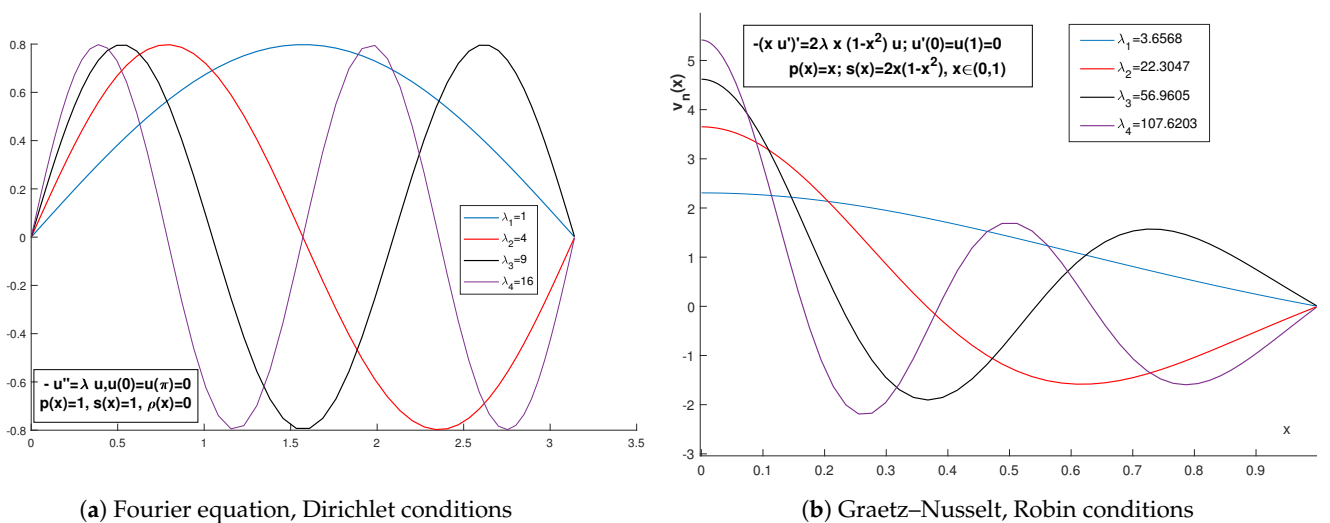 0.8
0.6
0.4
0.2
0
-0.2
-0.4
-0.6
-0.8
0
0.5
1
1.5
2
2.5
3
3.5
λ₁=1
λ₂=4
λ₃=9
λ₄=16
- u''=λ u,u(0)=u(π)=0
p(x)=1, s(x)=1, ρ(x)=0
(a) Fourier equation, Dirichlet conditions
vₙ(x)
5
4
3
2
1
0
-1
-2
-3
0
0.1
0.2
0.3
0.4
0.5
0.6
0.7
0.8
0.9
x
-(x u')'=2λ x (1-x²) u; u'(0)=u(1)=0
p(x)=x; s(x)=2x(1-x²), x∈(0,1)
λ₁=3.6568
λ₂=22.3047
λ₃=56.9605
λ₄=107.6203
(b) Graetz–Nusselt, Robin conditions